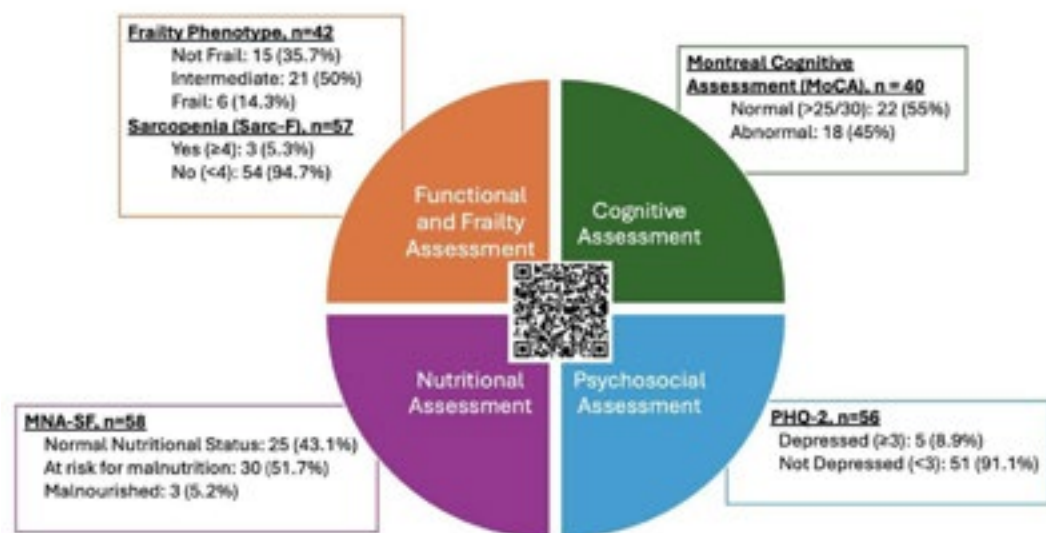 Frailty Phenotype, n=42
Not Frail: 15 (35.7%)
Intermediate: 21 (50%)
Frail: 6 (14.3%)
Sarcopenia (Sarc-F), n=57
Yes (≥4): 3 (5.3%)
No (<4): 54 (94.7%)
Montreal Cognitive
Assessment (MoCA), n = 40
Normal (>25/30): 22 (55%)
Abnormal: 18 (45%)
Functional
and Frailty
Assessment
Cognitive
Assessment
Nutritional
Assessment
Psychosocial
Assessment
MNA-SF, n=58
Normal Nutritional Status: 25 (43.1%)
At risk for malnutrition: 30 (51.7%)
Malnourished: 3 (5.2%)
PHQ-2, n=56
Depressed (≥3): 5 (8.9%)
Not Depressed (<3): 51 (91.1%)